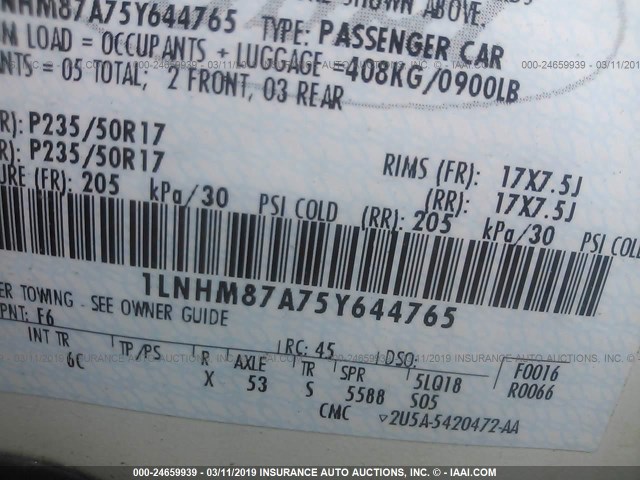 SHOWN ABOVE.
NHM87A75Y644765 TYPE: PASSENGER CAR
M LOAD = OCCUPANTS + LUGGAGE =408KG/0900LB
NTS = 05 TOTAL; 2 FRONT, 03 REAR
R): P235/50R17 RIMS (FR): 17X7.5J
R): P235/50R17 (RR): 17X7.5J
URE (FR): 205 kPa/30 PSI COLD (RR): 205 kPa/30 PSI COLD
1LNHM87A75Y644765
ER TOWING - SEE OWNER GUIDE
PNT: F6 RC: 45 DSO:
INT TR TP/PS R AXLE TR SPR 5L018 F0016
6C X 53 S 5588 S05 R0066
CMC ▽2U5A-5420472-AA
000-24659939 - 03/11/2019 INSURANCE AUTO AUCTIONS, INC. - © IAAI.COM